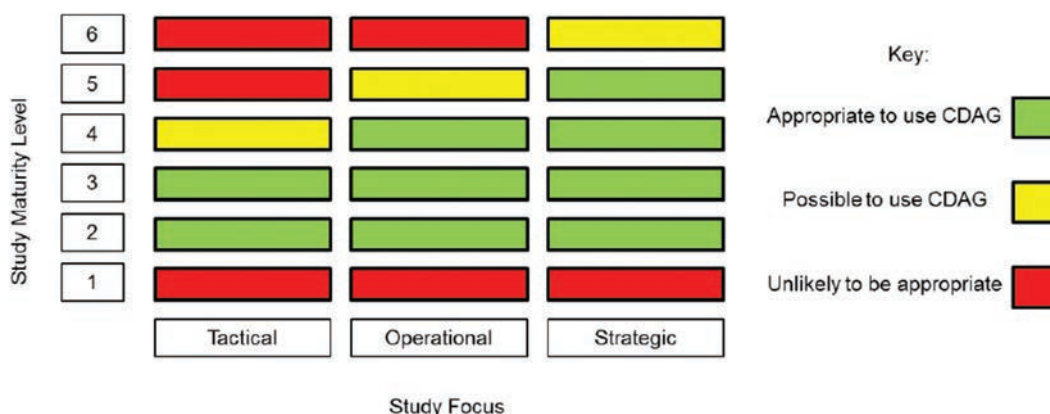 Study Maturity Level
6
5
4
3
2
1
Tactical
Operational
Strategic
Study Focus
Key:
Appropriate to use CDAG
Possible to use CDAG
Unlikely to be appropriate